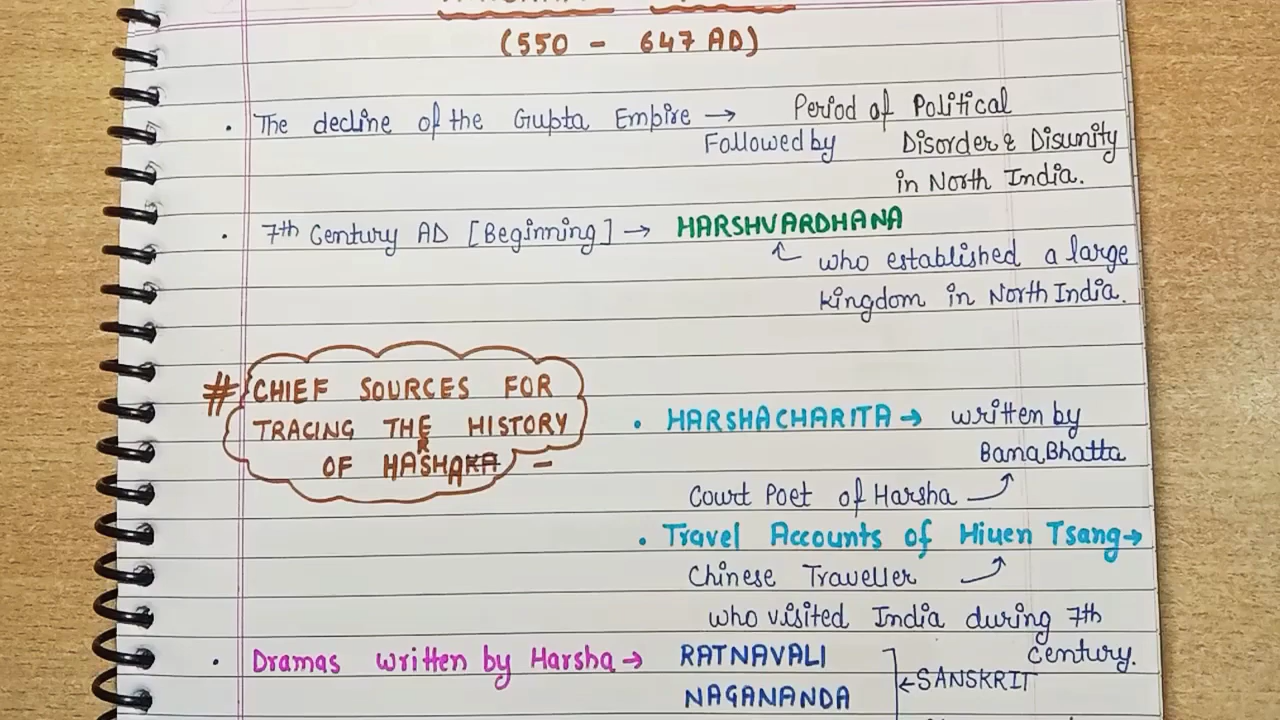 (550 - 647 AD)
. The decline of the Gupta Empire → Period of Political
Followed by Disorder & Disunity
in North India.
. 7th Century AD [Beginning] → HARSHVARDHANA
who established a large
kingdom in North India.
# CHIEF SOURCES FOR
TRACING THE HISTORY
OF HARSHA -
• HARSHACHARITA → written by
BanaBhatta
Court Poet of Harsha
• Travel Accounts of Hiuen Tsang →
Chinese Traveller
who visited India during 7th
century.
• Dramas written by Harsha → RATNAVALI
NAGANANDA
← SANSKRIT